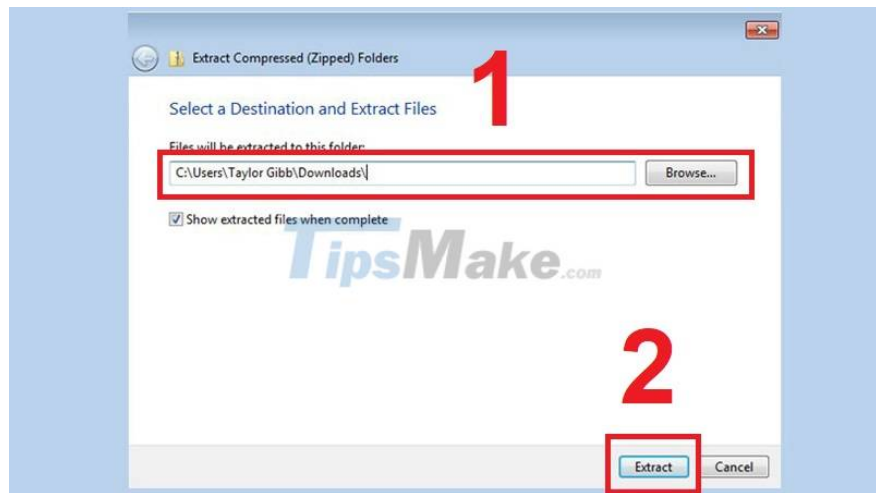 1
Extract Compressed (Zipped) Folders
Select a Destination and Extract Files
Files will be extracted to this folder:
C:\Users\Taylor Gibb\Downloads\
Browse...
Show extracted files when complete
TipsMake.com
2
Extract Cancel